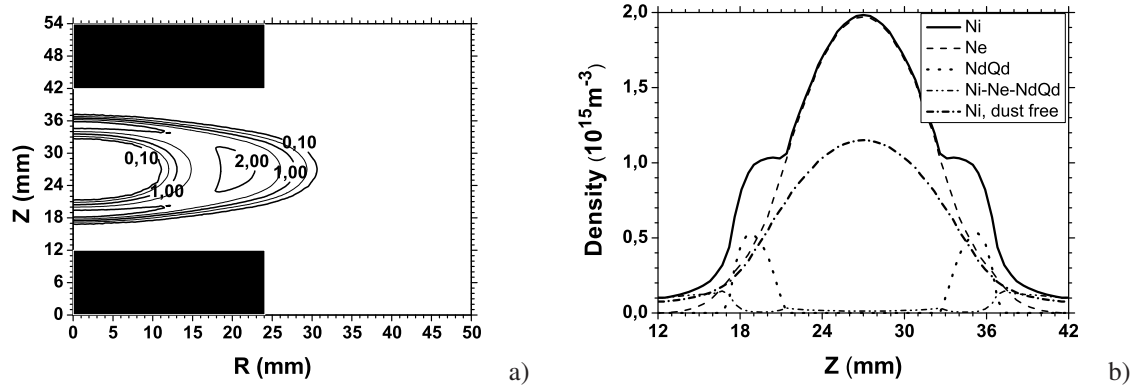 54
48
42
36
30
24
18
12
6
0
Z (mm)
0,10
0,10
2,00
1,00
1,00
0 5 10 15 20 25 30 35 40 45 50
R (mm)
a)
2,0
1,5
1,0
0,5
0,0
Density (10^15 m^-3)
Ni
Ne
NdQd
Ni-Ne-NdQd
Ni, dust free
12 18 24 30 36 42
Z (mm)
b)